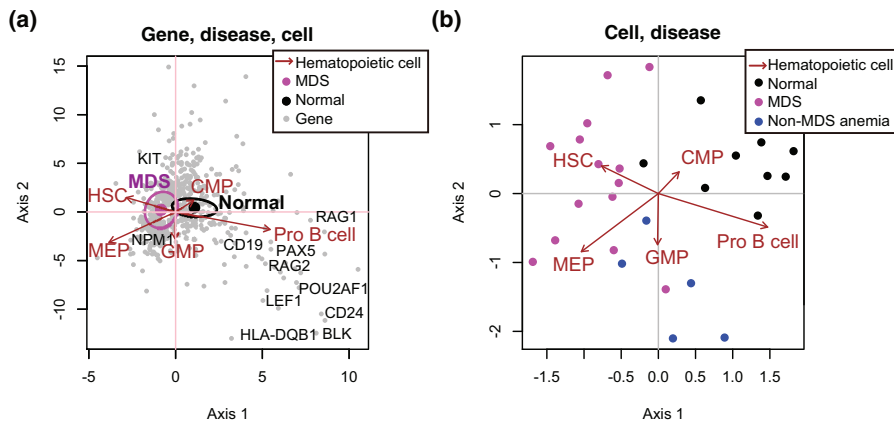 (a)
Gene, disease, cell
Hematopoietic cell
MDS
Normal
Gene
Axis 2
15
10
5
0
-5
-10
KIT
MDS
HSC
CMP
Normal
RAG1
Pro B cell
MEP
NPM1
GMP
CD19
PAX5
RAG2
POU2AF1
LEF1
CD24
HLA-DQB1
BLK
-5
0
5
10
Axis 1
(b)
Cell, disease
Hematopoietic cell
Normal
MDS
Non-MDS anemia
Axis 2
1
0
-1
-2
HSC
CMP
Pro B cell
MEP
GMP
-1.5
-0.5
0.0
0.5
1.0
1.5
Axis 1